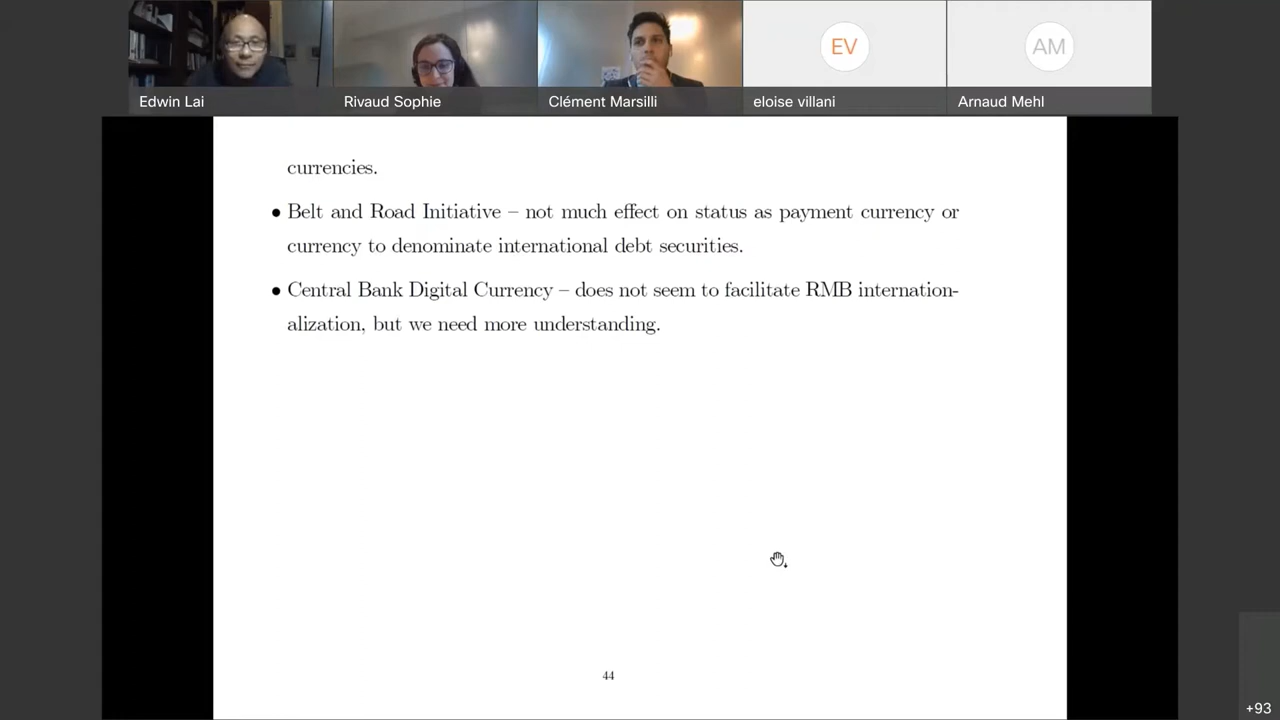 EV
AM
Edwin Lai
Rivaud Sophie
Clément Marsilli
eloise villani
Arnaud Mehl
currencies.
• Belt and Road Initiative – not much effect on status as payment currency or
currency to denominate international debt securities.
• Central Bank Digital Currency – does not seem to facilitate RMB internation-
alization, but we need more understanding.
44
+93